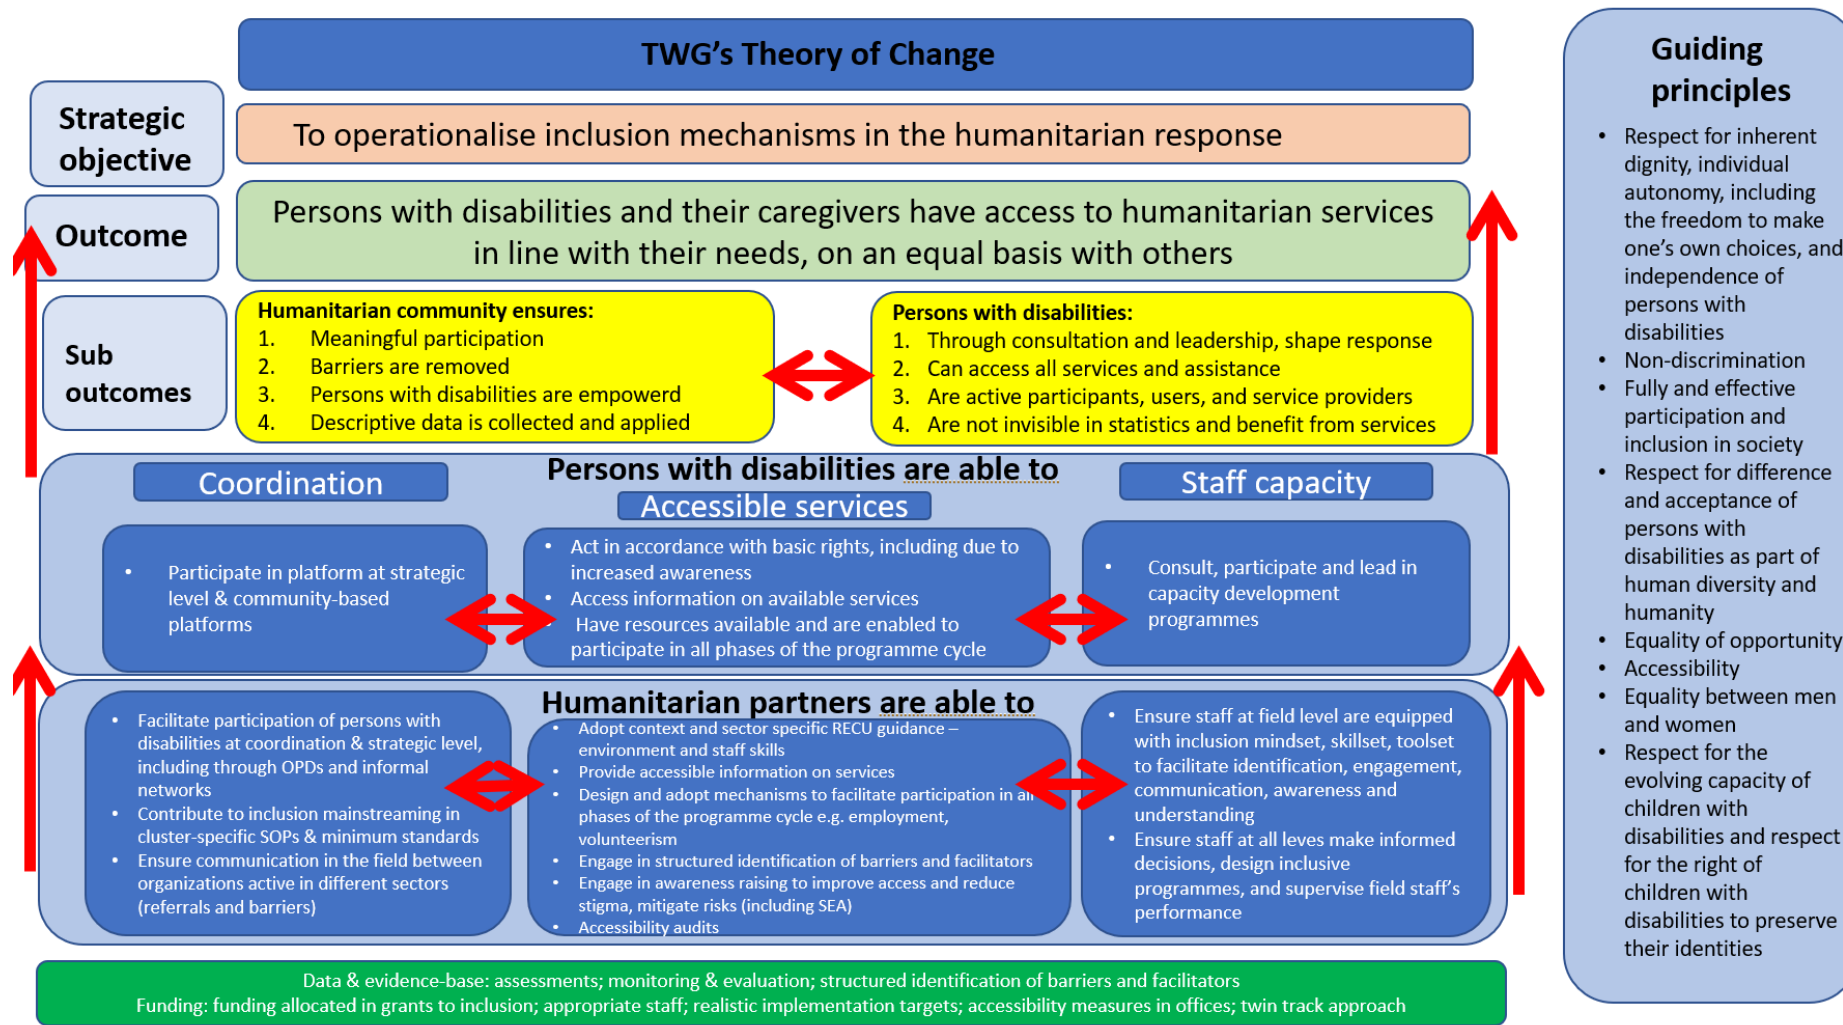 TWG's Theory of Change
Strategic
objective
To operationalise inclusion mechanisms in the humanitarian response
Outcome
Persons with disabilities and their caregivers have access to humanitarian services
in line with their needs, on an equal basis with others
Sub
outcomes
Humanitarian community ensures:
1. Meaningful participation
2. Barriers are removed
3. Persons with disabilities are empowerd
4. Descriptive data is collected and applied
Persons with disabilities:
1. Through consultation and leadership, shape response
2. Can access all services and assistance
3. Are active participants, users, and service providers
4. Are not invisible in statistics and benefit from services
Persons with disabilities are able to
Coordination
• Participate in platform at strategic
level & community-based
platforms
Accessible services
• Act in accordance with basic rights, including due to
increased awareness
• Access information on available services
• Have resources available and are enabled to
participate in all phases of the programme cycle
Staff capacity
• Consult, participate and lead in
capacity development
programmes
Humanitarian partners are able to
• Facilitate participation of persons with
disabilities at coordination & strategic level,
including through OPDs and informal
networks
• Contribute to inclusion mainstreaming in
cluster-specific SOPs & minimum standards
• Ensure communication in the field between
organizations active in different sectors
(referrals and barriers)
• Adopt context and sector specific RECU guidance –
environment and staff skills
• Provide accessible information on services
• Design and adopt mechanisms to facilitate participation in all
phases of the programme cycle e.g. employment,
volunteerism
• Engage in structured identification of barriers and facilitators
• Engage in awareness raising to improve access and reduce
stigma, mitigate risks (including SEA)
• Accessibility audits
• Ensure staff at field level are equipped
with inclusion mindset, skillset, toolset
to facilitate identification, engagement,
communication, awareness and
understanding
• Ensure staff at all leves make informed
decisions, design inclusive
programmes, and supervise field staff's
performance
Data & evidence-base: assessments; monitoring & evaluation; structured identification of barriers and facilitators
Funding: funding allocated in grants to inclusion; appropriate staff; realistic implementation targets; accessibility measures in offices; twin track approach
Guiding
principles
• Respect for inherent
dignity, individual
autonomy, including
the freedom to make
one's own choices, and
independence of
persons with
disabilities
• Non-discrimination
• Fully and effective
participation and
inclusion in society
• Respect for difference
and acceptance of
persons with
disabilities as part of
human diversity and
humanity
• Equality of opportunity
• Accessibility
• Equality between men
and women
• Respect for the
evolving capacity of
children with
disabilities and respect
for the right of
children with
disabilities to preserve
their identities